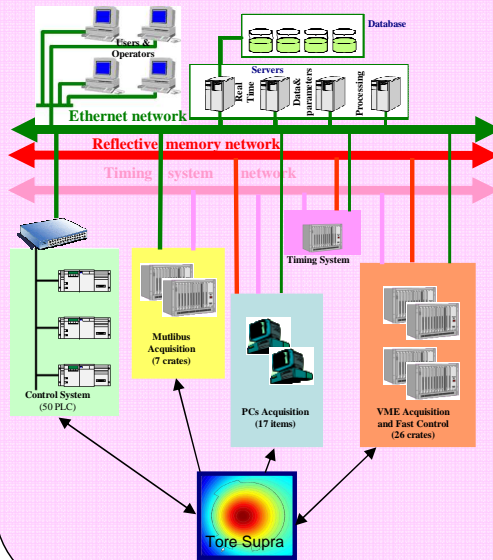 Users &
Operators
Database
Servers
Real
Time
Data&
parameters
Processing
Ethernet network
Reflective memory network
Timing system network
Timing System
Mutlibus
Acquisition
(7 crates)
Control System
(50 PLC)
PCs Acquisition
(17 items)
VME Acquisition
and Fast Control
(26 crates)
Tore Supra